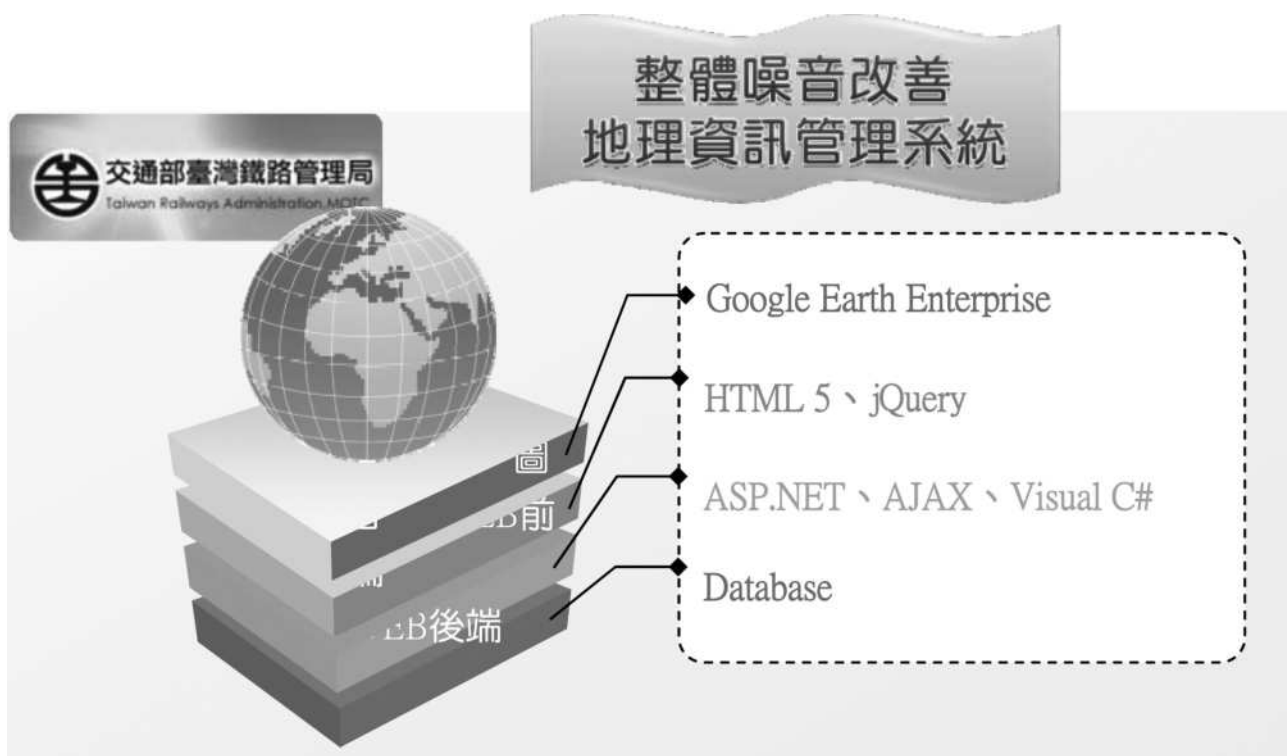 整體噪音改善
地理資訊管理系統
交通部臺灣鐵路管理局
Taiwan Railways Administration, MOTC
Google Earth Enterprise
HTML 5、jQuery
ASP.NET、AJAX、Visual C#
Database
圖
EB前
EB後端